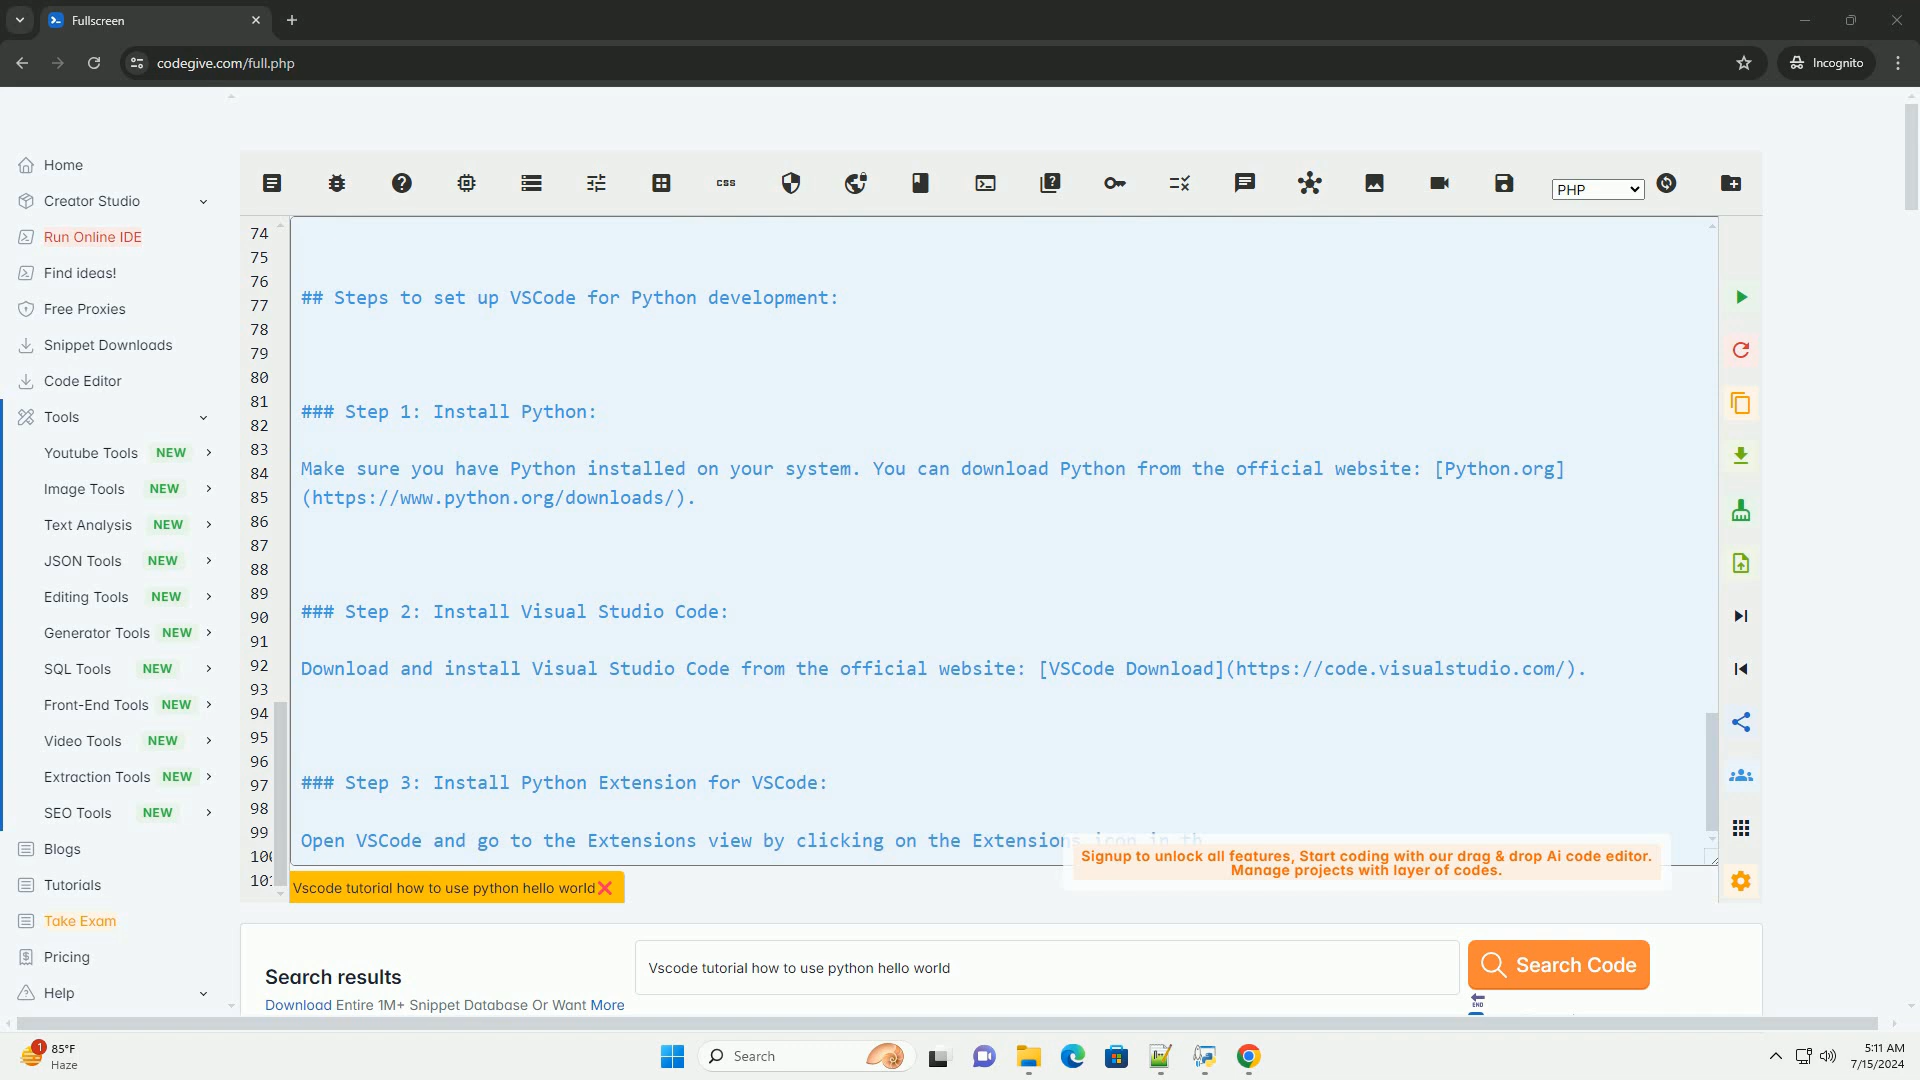 Fullscreen
codegive.com/full.php
Incognito
Home
Creator Studio
Run Online IDE
Find ideas!
Free Proxies
Snippet Downloads
Code Editor
Tools
Youtube Tools NEW
Image Tools NEW
Text Analysis NEW
JSON Tools NEW
Editing Tools NEW
Generator Tools NEW
SQL Tools NEW
Front-End Tools NEW
Video Tools NEW
Extraction Tools NEW
SEO Tools NEW
Blogs
Tutorials
Take Exam
Pricing
Help
css
PHP
74
75
76
77
78
79
80
81
82
83
84
85
86
87
88
89
90
91
92
93
94
95
96
97
98
99
100
101
## Steps to set up VSCode for Python development:
### Step 1: Install Python:
Make sure you have Python installed on your system. You can download Python from the official website: [Python.org]
(https://www.python.org/downloads/).
### Step 2: Install Visual Studio Code:
Download and install Visual Studio Code from the official website: [VSCode Download](https://code.visualstudio.com/).
### Step 3: Install Python Extension for VSCode:
Open VSCode and go to the Extensions view by clicking on the Extensions icon in th
Signup to unlock all features, Start coding with our drag & drop Ai code editor.
Manage projects with layer of codes.
Vscode tutorial how to use python hello world
Search results
Download Entire 1M+ Snippet Database Or Want More
Vscode tutorial how to use python hello world
Search Code
END
1
85°F
Haze
Search
5:11 AM
7/15/2024